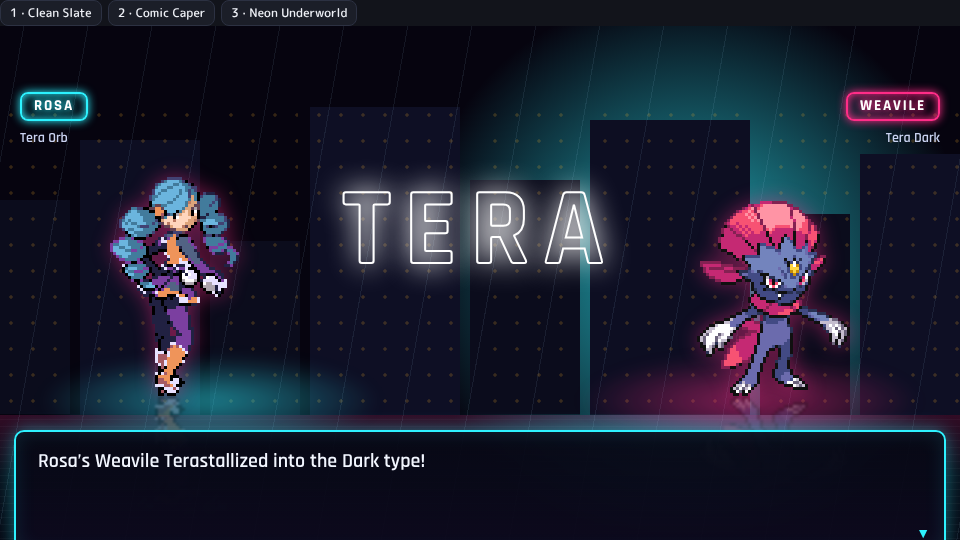 1 · Clean Slate
2 · Comic Caper
3 · Neon Underworld
ROSA
WEAVILE
Tera Orb
Tera Dark
TERA
Rosa's Weavile Terastallized into the Dark type!